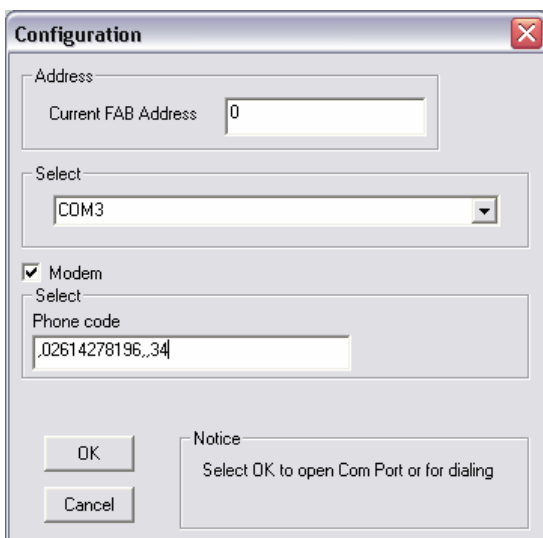 Configuration
Address
Current FAB Address 0
Select
COM3
Modem
Select
Phone code
,02614278196,,34
OK
Cancel
Notice
Select OK to open Com Port or for dialing